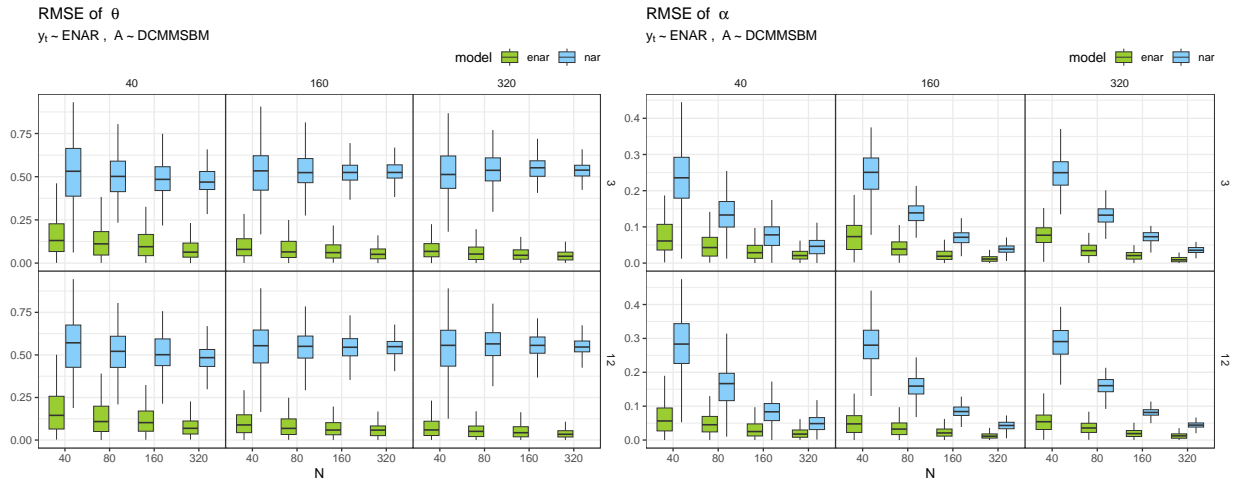 RMSE of θ
yt ~ ENAR , A ~ DCMMSBM
model enar nar
40 160 320
0.75
0.50
0.25
0.00
3
0.75
0.50
0.25
0.00
12
40 80 160 320 40 80 160 320 40 80 160 320
N
RMSE of α
yt ~ ENAR , A ~ DCMMSBM
model enar nar
40 160 320
0.4
0.3
0.2
0.1
0.0
3
0.4
0.3
0.2
0.1
0.0
12
40 80 160 320 40 80 160 320 40 80 160 320
N